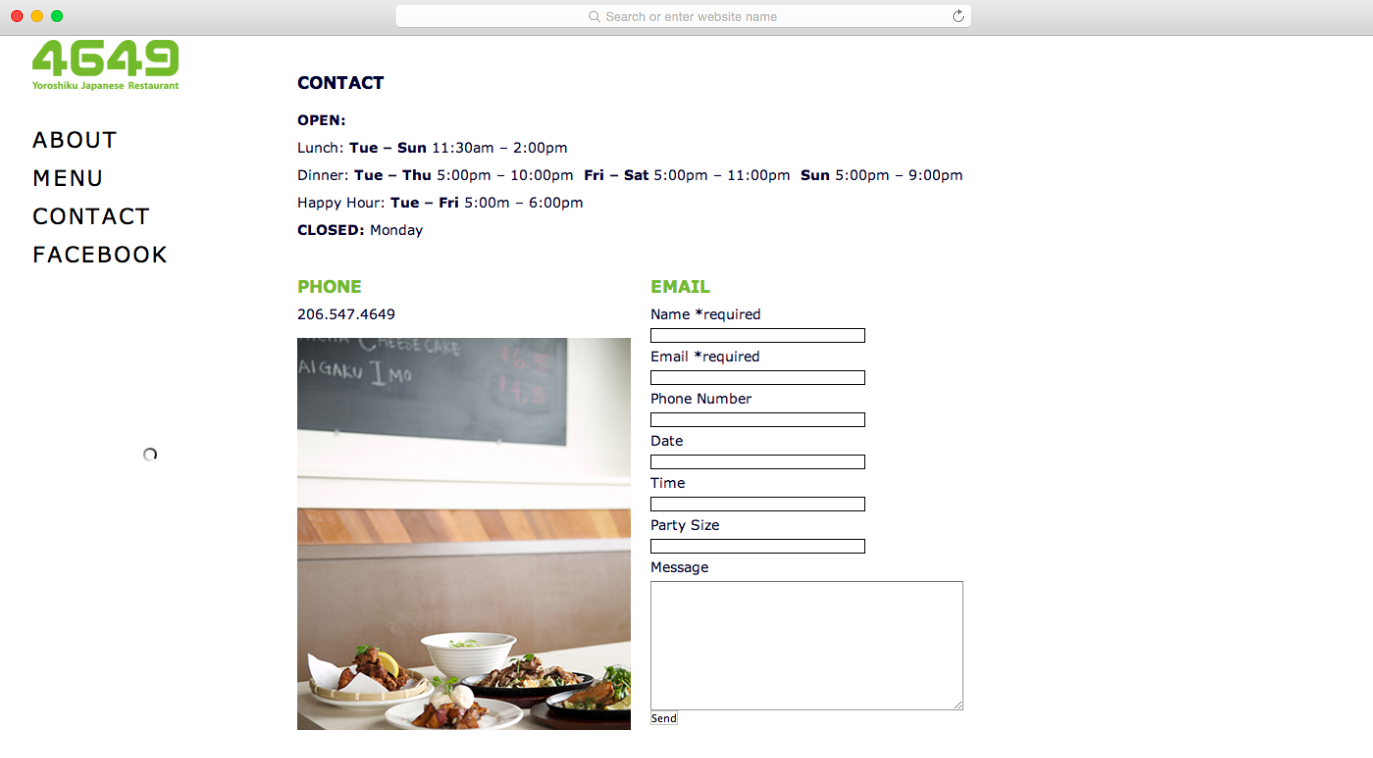 Search or enter website name
4649
Yoroshiku Japanese Restaurant
ABOUT
MENU
CONTACT
FACEBOOK
CONTACT
OPEN:
Lunch: Tue – Sun 11:30am – 2:00pm
Dinner: Tue – Thu 5:00pm – 10:00pm Fri – Sat 5:00pm – 11:00pm Sun 5:00pm – 9:00pm
Happy Hour: Tue – Fri 5:00m – 6:00pm
CLOSED: Monday
PHONE
206.547.4649
CHEESECAKE
AIGAKU IMO
EMAIL
Name *required
Email *required
Phone Number
Date
Time
Party Size
Message
Send